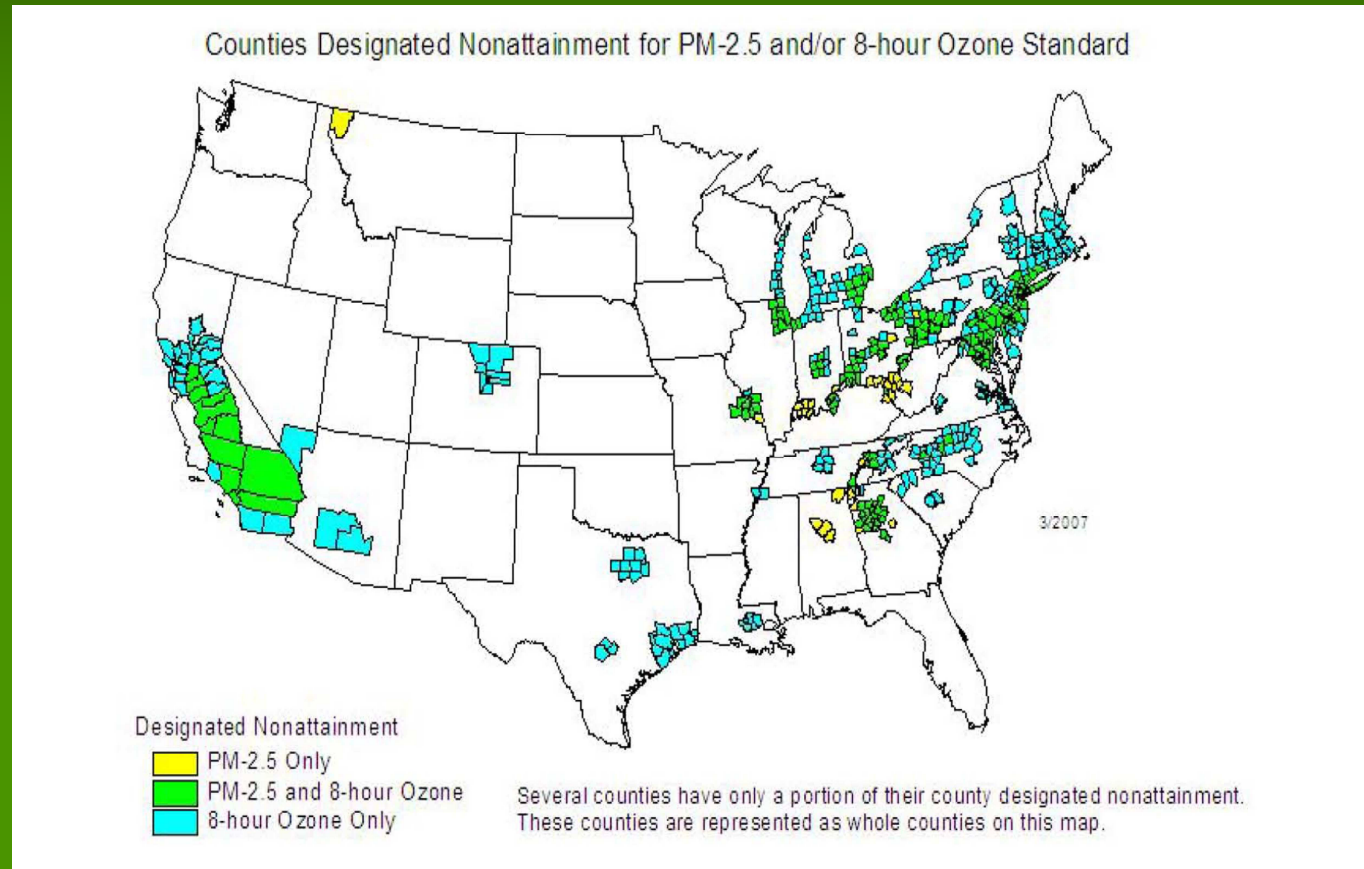 Counties Designated Nonattainment for PM-2.5 and/or 8-hour Ozone Standard
3/2007
Designated Nonattainment
PM-2.5 Only
PM-2.5 and 8-hour Ozone
8-hour Ozone Only
Several counties have only a portion of their county designated nonattainment.
These counties are represented as whole counties on this map.